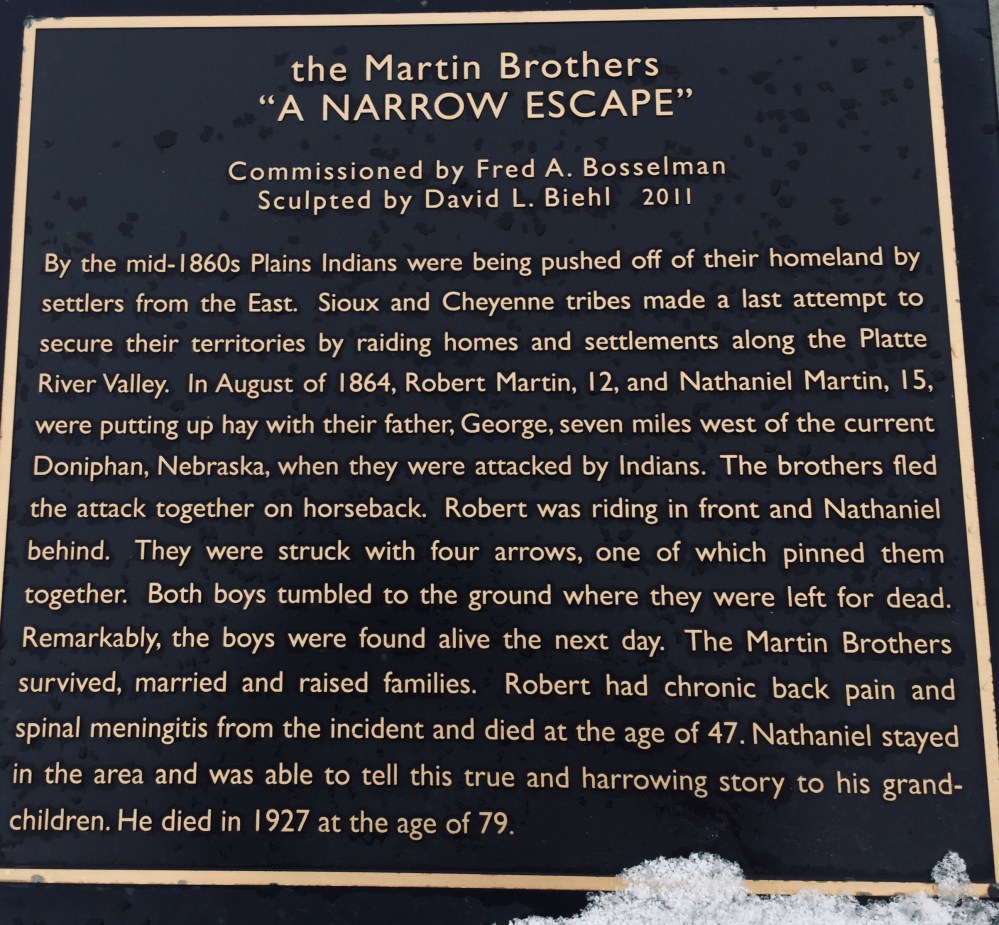 the Martin Brothers
“A NARROW ESCAPE”
Commissioned by Fred A. Bosselman
Sculpted by David L. Biehl 2011
By the mid-1860s Plains Indians were being pushed off of their homeland by
settlers from the East. Sioux and Cheyenne tribes made a last attempt to
secure their territories by raiding homes and settlements along the Platte
River Valley. In August of 1864, Robert Martin, 12, and Nathaniel Martin, 15,
were putting up hay with their father, George, seven miles west of the current
Doniphan, Nebraska, when they were attacked by Indians. The brothers fled
the attack together on horseback. Robert was riding in front and Nathaniel
behind. They were struck with four arrows, one of which pinned them
together. Both boys tumbled to the ground where they were left for dead.
Remarkably, the boys were found alive the next day. The Martin Brothers
survived, married and raised families. Robert had chronic back pain and
spinal meningitis from the incident and died at the age of 47. Nathaniel stayed
in the area and was able to tell this true and harrowing story to his grand-
children. He died in 1927 at the age of 79.